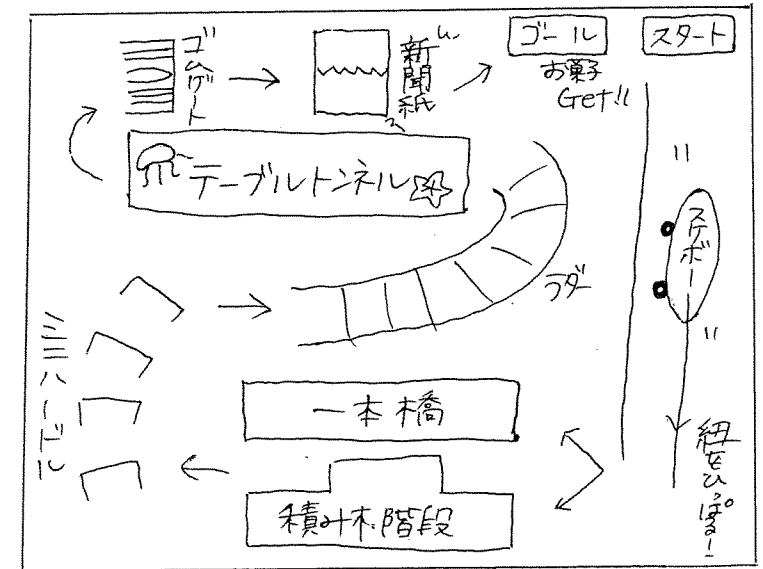 スタート
スケボー
紐をひっぱるー
一本橋
積み木階段
ミニハードル
ラダー
テーブルトンネル
ゴムゲート
新聞紙
ゴール
お菓子
Get!!